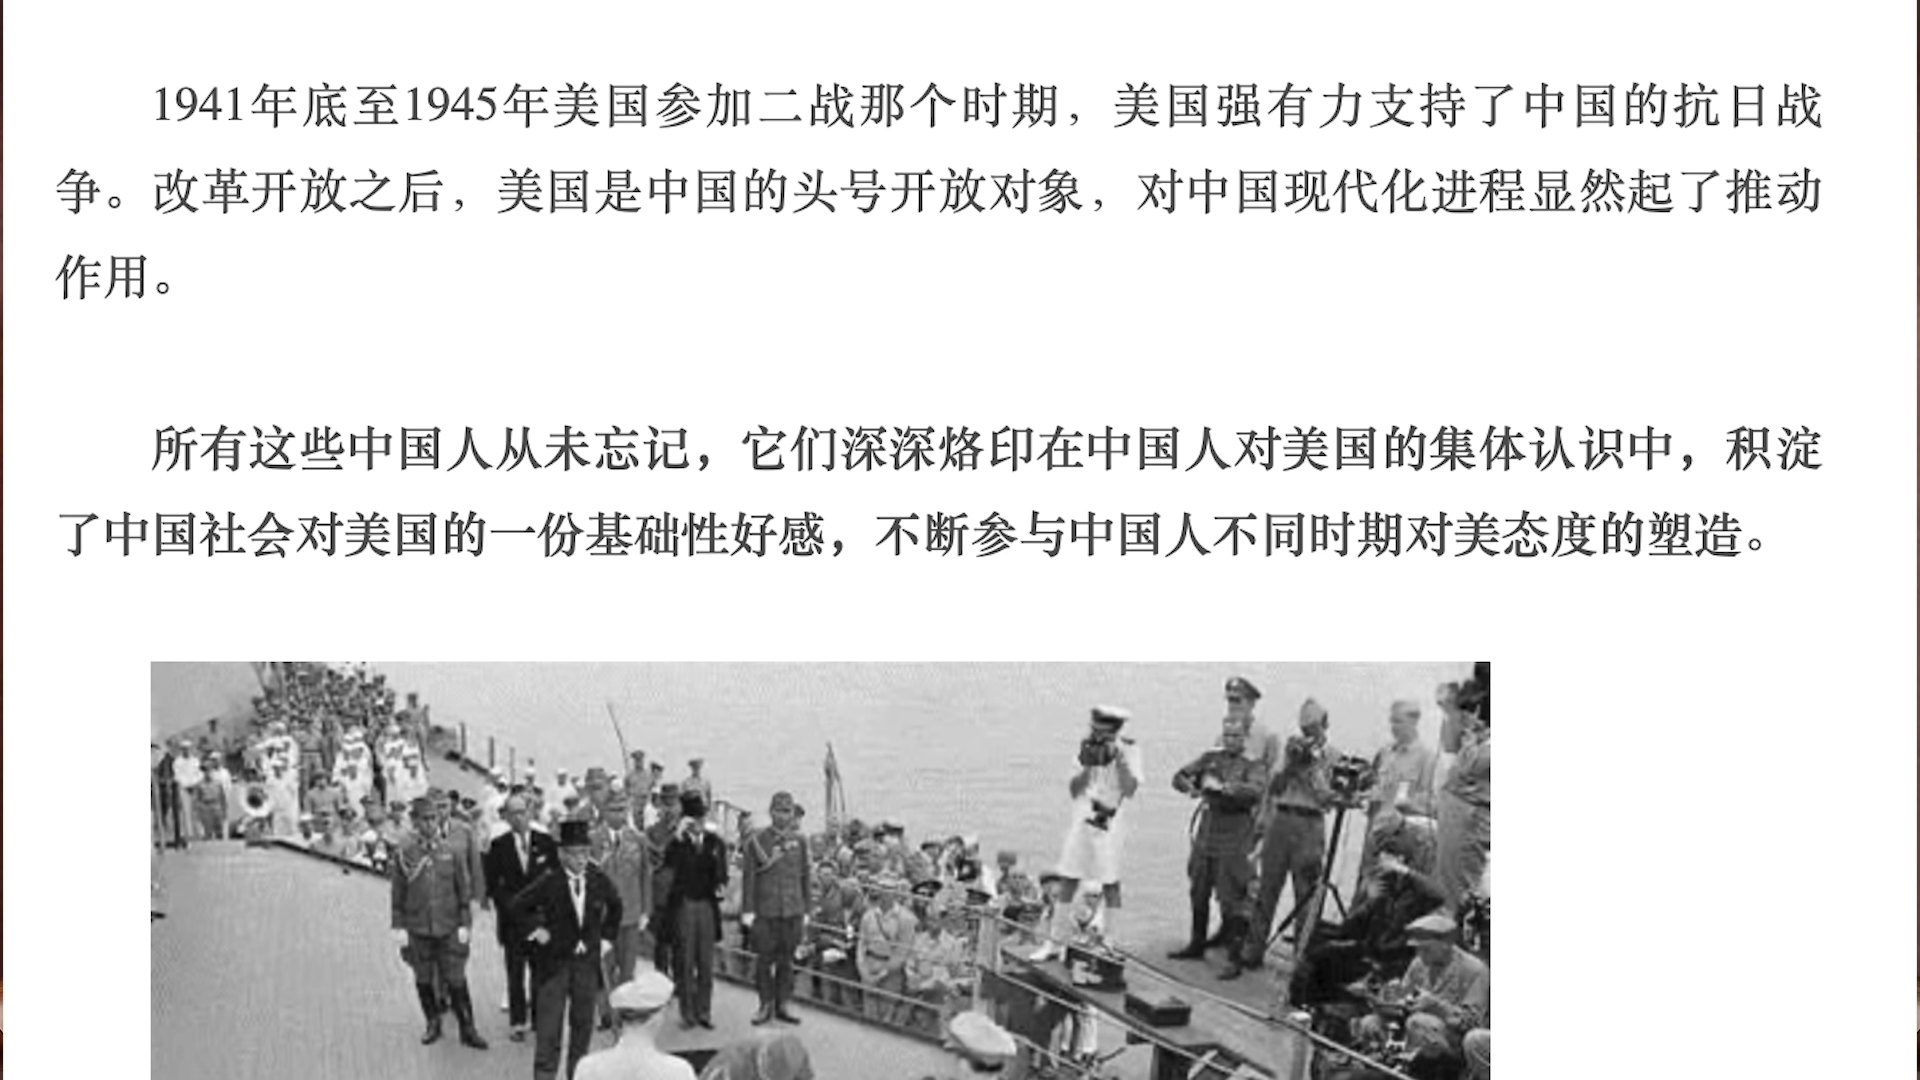 1941年底至1945年美国参加二战那个时期，美国强有力支持了中国的抗日战
争。改革开放之后，美国是中国的头号开放对象，对中国现代化进程显然起了推动
作用。
所有这些中国人从未忘记，它们深深烙印在中国人对美国的集体认识中，积淀
了中国社会对美国的一份基础性好感，不断参与中国人不同时期对美态度的塑造。